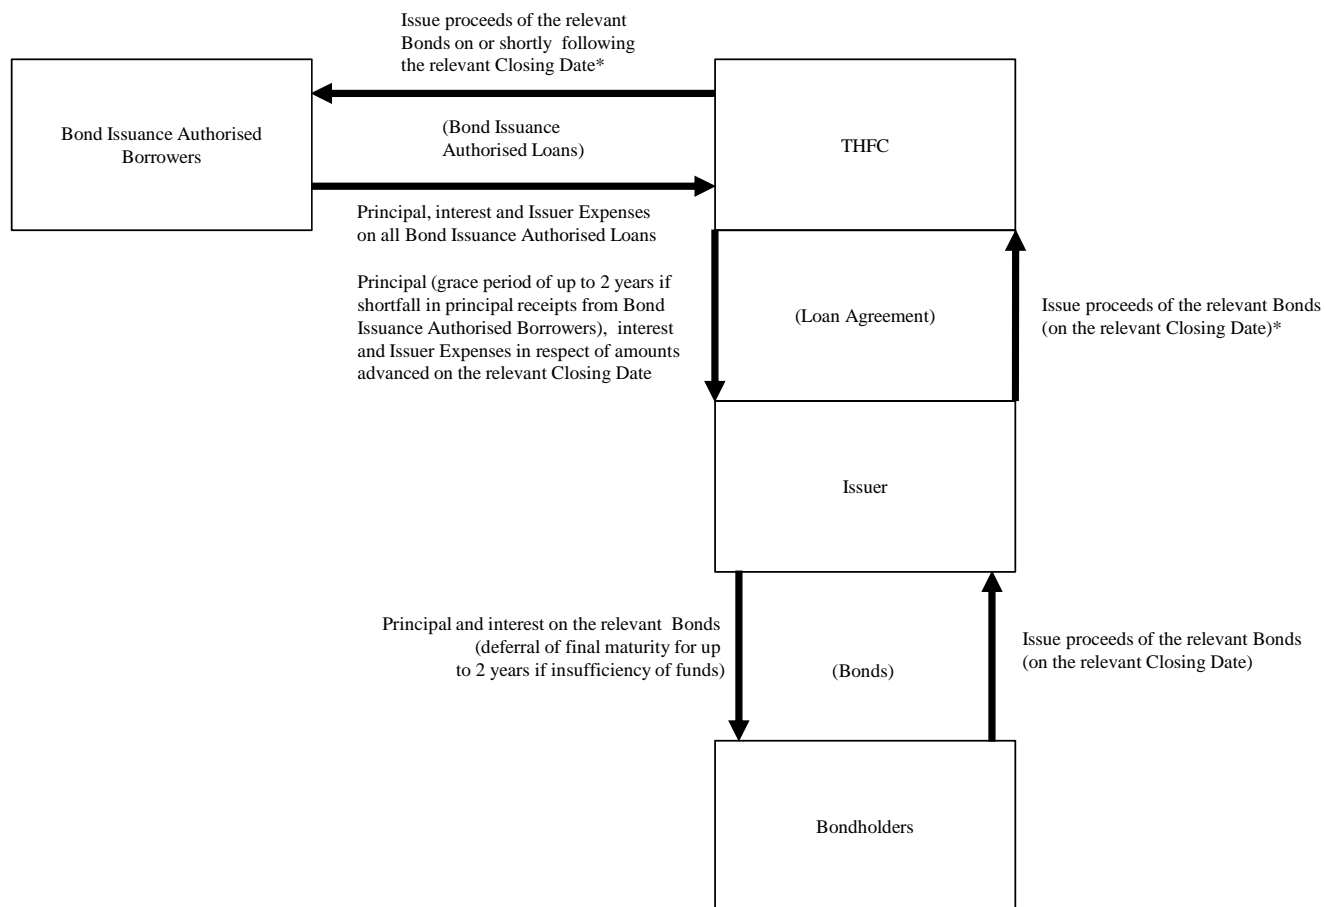 Issue proceeds of the relevant
Bonds on or shortly following
the relevant Closing Date*
Bond Issuance Authorised
Borrowers
(Bond Issuance
Authorised Loans)
THFC
Principal, interest and Issuer Expenses
on all Bond Issuance Authorised Loans
Principal (grace period of up to 2 years if
shortfall in principal receipts from Bond
Issuance Authorised Borrowers), interest
and Issuer Expenses in respect of amounts
advanced on the relevant Closing Date
(Loan Agreement)
Issue proceeds of the relevant Bonds
(on the relevant Closing Date)*
Issuer
Principal and interest on the relevant Bonds
(deferral of final maturity for up
to 2 years if insufficiency of funds)
(Bonds)
Issue proceeds of the relevant Bonds
(on the relevant Closing Date)
Bondholders